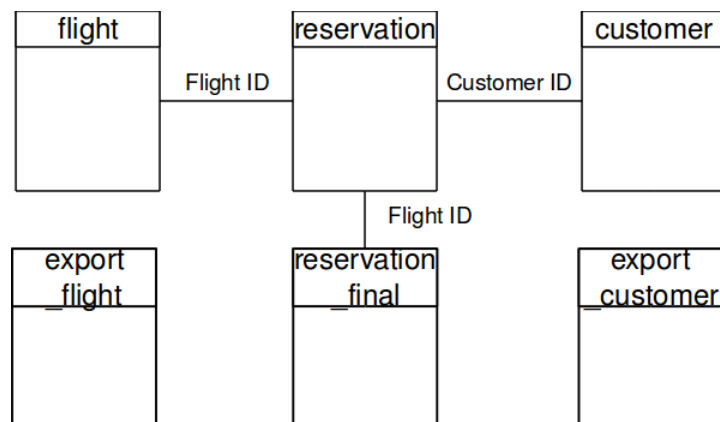 flight
reservation
customer
Flight ID
Customer ID
Flight ID
export
_flight
reservation
_final
export
_customer